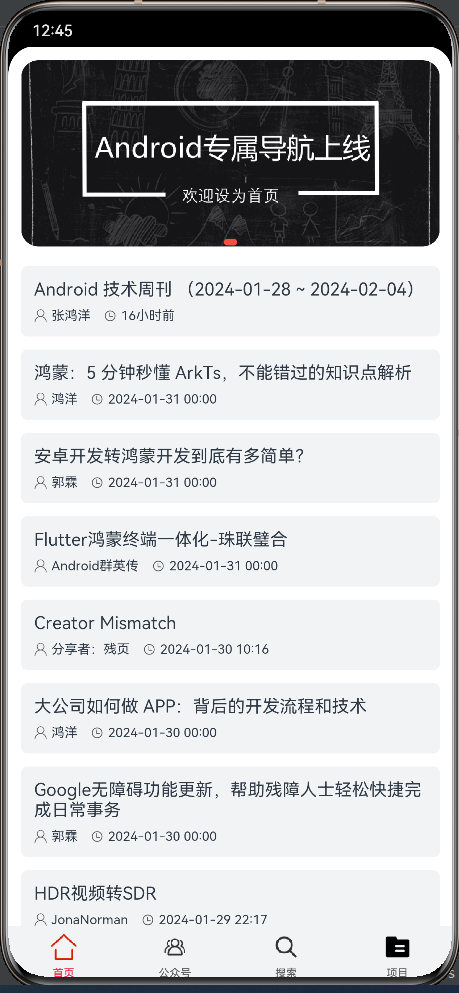 12:45
Android专属导航上线
欢迎设为首页
Android 技术周刊 （2024-01-28 ~ 2024-02-04）
张鸿洋 16小时前
鸿蒙：5 分钟秒懂 ArkTs，不能错过的知识点解析
鸿洋 2024-01-31 00:00
安卓开发转鸿蒙开发到底有多简单？
郭霖 2024-01-31 00:00
Flutter鸿蒙终端一体化-珠联璧合
Android群英传 2024-01-31 00:00
Creator Mismatch
分享者：残页 2024-01-30 10:16
大公司如何做 APP：背后的开发流程和技术
鸿洋 2024-01-30 00:00
Google无障碍功能更新，帮助残障人士轻松快捷完
成日常事务
郭霖 2024-01-30 00:00
HDR视频转SDR
JonaNorman 2024-01-29 22:17
首页 公众号 搜索 项目